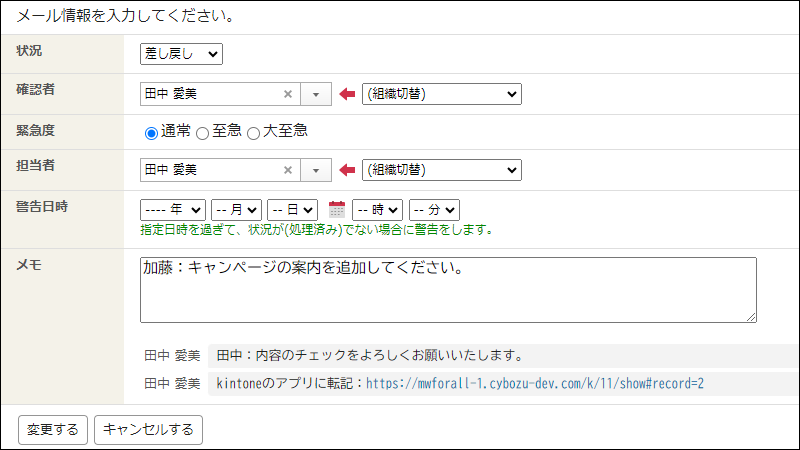 メール情報を入力してください。
状況 差し戻し
確認者 田中 愛美 × (組織切替)
緊急度 通常 至急 大至急
担当者 田中 愛美 × (組織切替)
警告日時 ---- 年 -- 月 -- 日 -- 時 -- 分
指定日時を過ぎて、状況が(処理済み)でない場合に警告をします。
メモ 加藤：キャンペーンの案内を追加してください。
田中 愛美 田中：内容のチェックをよろしくお願いいたします。
田中 愛美 kintoneのアプリに転記：https://mwforall-1.cybozu-dev.com/k/11/show#record=2
変更する キャンセルする